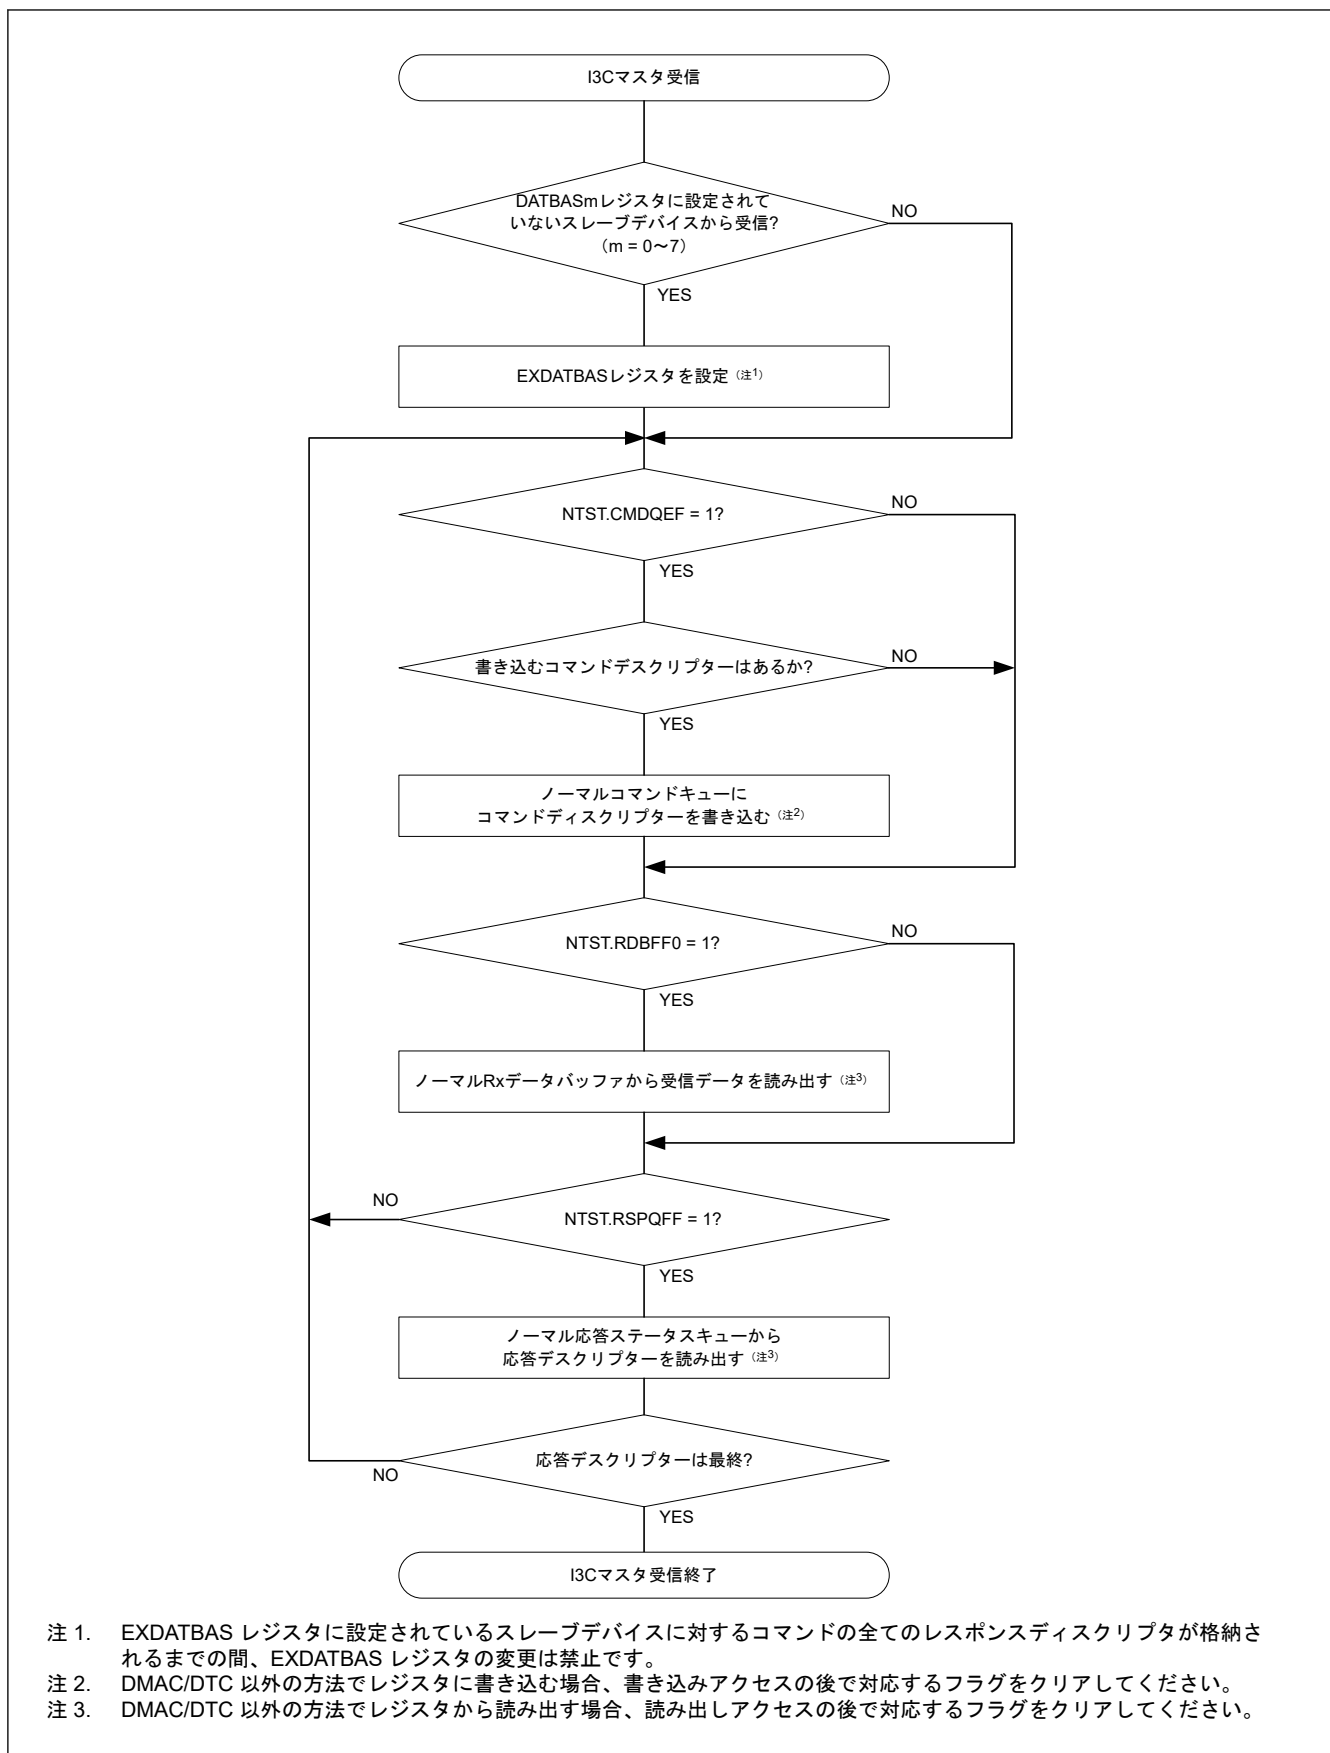 I3Cマスタ受信
DATBASmレジスタに設定されて
いないスレーブデバイスから受信?
（m = 0～7）
NO
YES
EXDATBASレジスタを設定（注1）
NTST.CMDQEF = 1?
NO
YES
書き込むコマンドデスクリプターはあるか?
NO
YES
ノーマルコマンドキューに
コマンドディスクリプターを書き込む（注2）
NTST.RDBFF0 = 1?
NO
YES
ノーマルRxデータバッファから受信データを読み出す（注3）
NO
NTST.RSPQFF = 1?
YES
ノーマル応答ステータスキューから
応答デスクリプターを読み出す（注3）
応答デスクリプターは最終?
NO
YES
I3Cマスタ受信終了
注 1. EXDATBAS レジスタに設定されているスレーブデバイスに対するコマンドの全てのレスポンスディスクリプタが格納さ
れるまでの間、EXDATBAS レジスタの変更は禁止です。
注 2. DMAC/DTC 以外の方法でレジスタに書き込む場合、書き込みアクセスの後で対応するフラグをクリアしてください。
注 3. DMAC/DTC 以外の方法でレジスタから読み出す場合、読み出しアクセスの後で対応するフラグをクリアしてください。